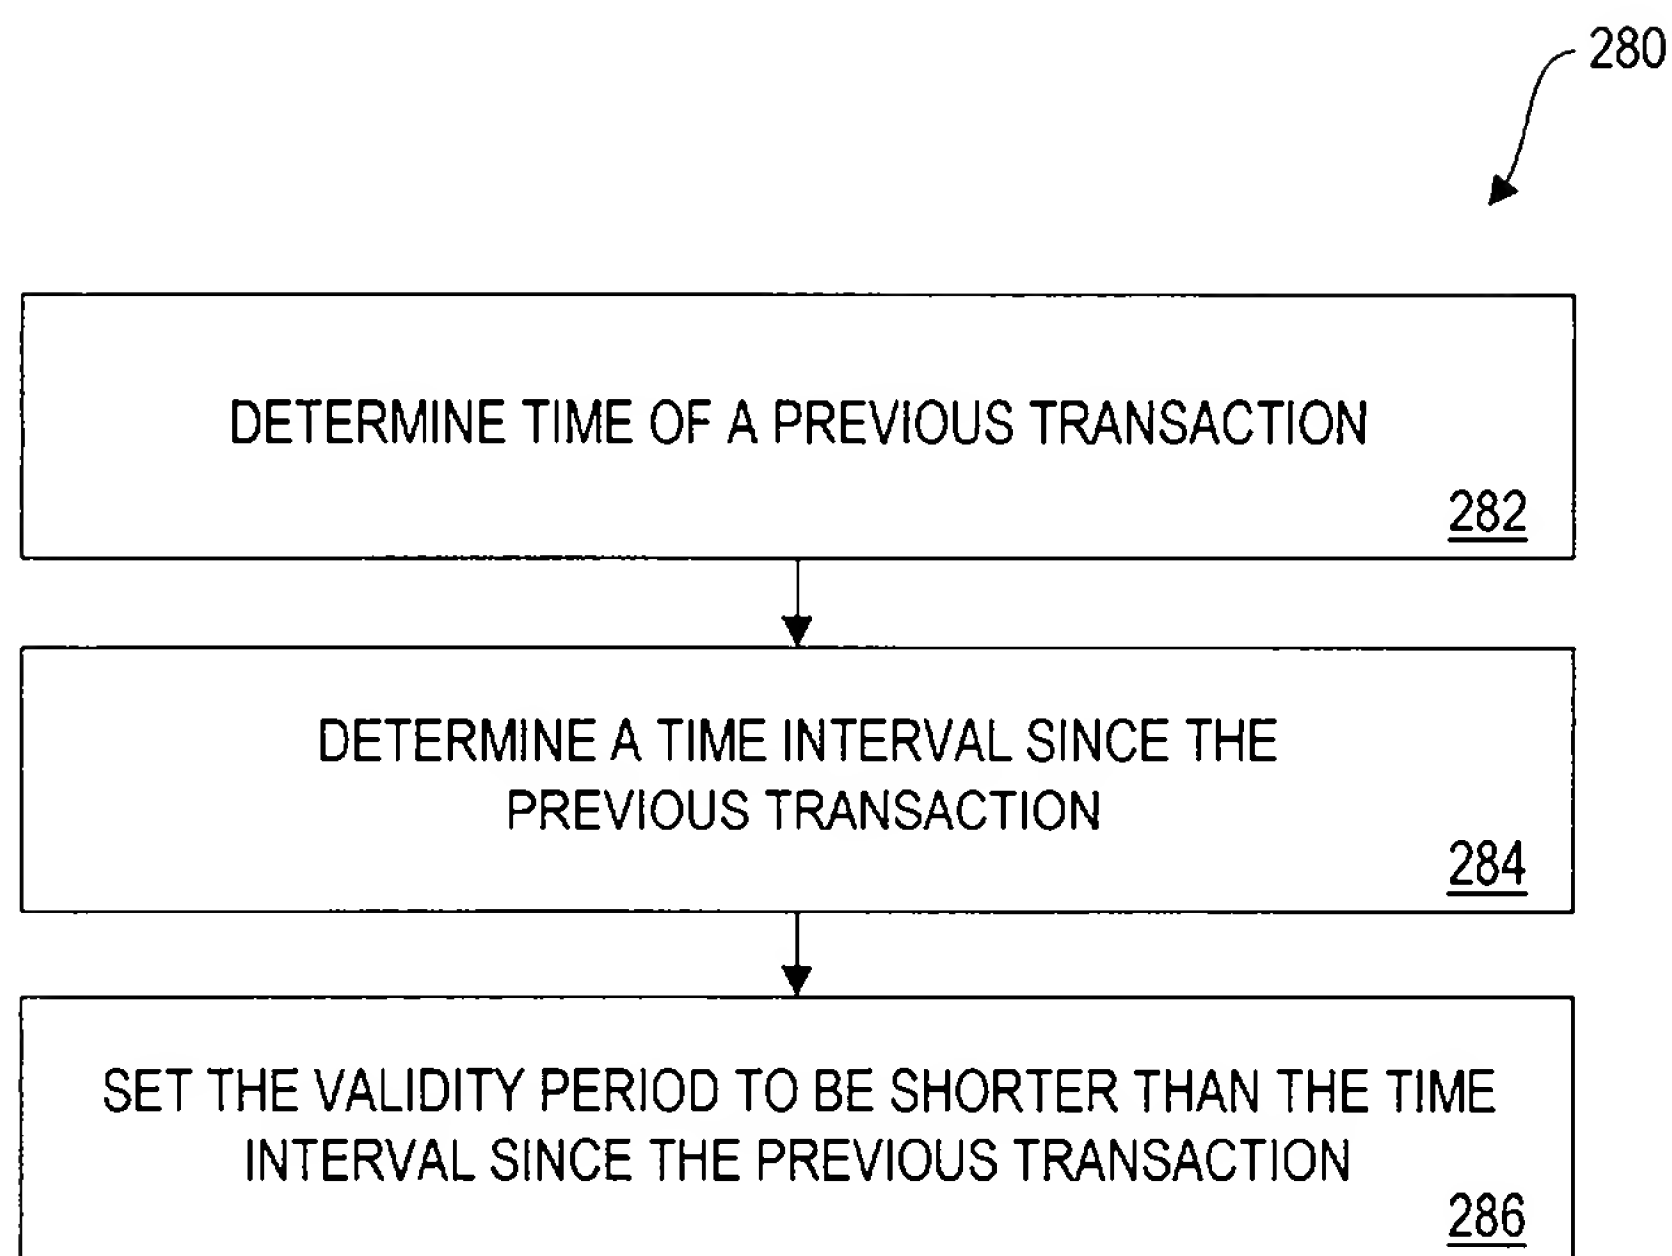 280
DETERMINE TIME OF A PREVIOUS TRANSACTION
282
DETERMINE A TIME INTERVAL SINCE THE
PREVIOUS TRANSACTION
284
SET THE VALIDITY PERIOD TO BE SHORTER THAN THE TIME
INTERVAL SINCE THE PREVIOUS TRANSACTION
286